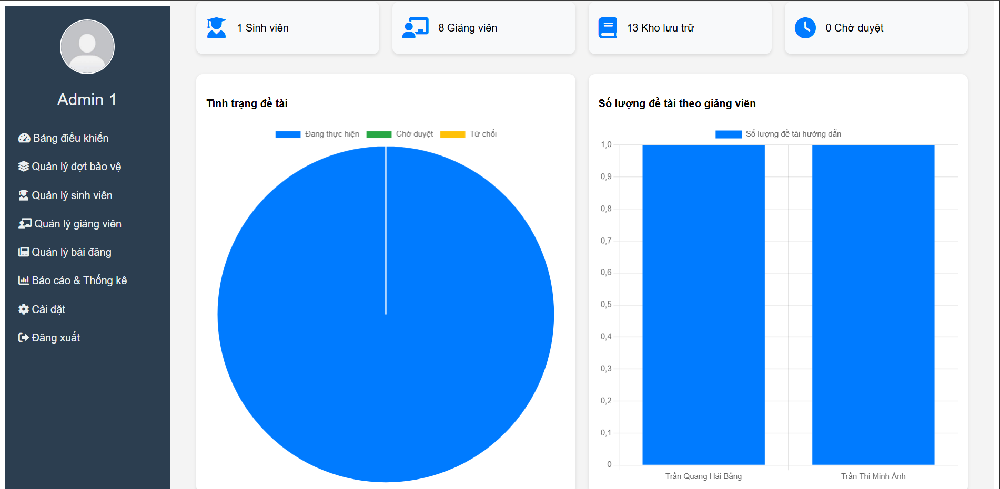 Admin 1
Bảng điều khiển
Quản lý đợt bảo vệ
Quản lý sinh viên
Quản lý giảng viên
Quản lý bài đăng
Báo cáo & Thống kê
Cài đặt
Đăng xuất
1 Sinh viên
8 Giảng viên
13 Kho lưu trữ
0 Chờ duyệt
Tình trạng đề tài
Đang thực hiện
Chờ duyệt
Từ chối
Số lượng đề tài theo giảng viên
Số lượng đề tài hướng dẫn
1,0
0,9
0,8
0,7
0,6
0,5
0,4
0,3
0,2
0,1
0
Trần Quang Hải Bằng
Trần Thị Minh Ánh